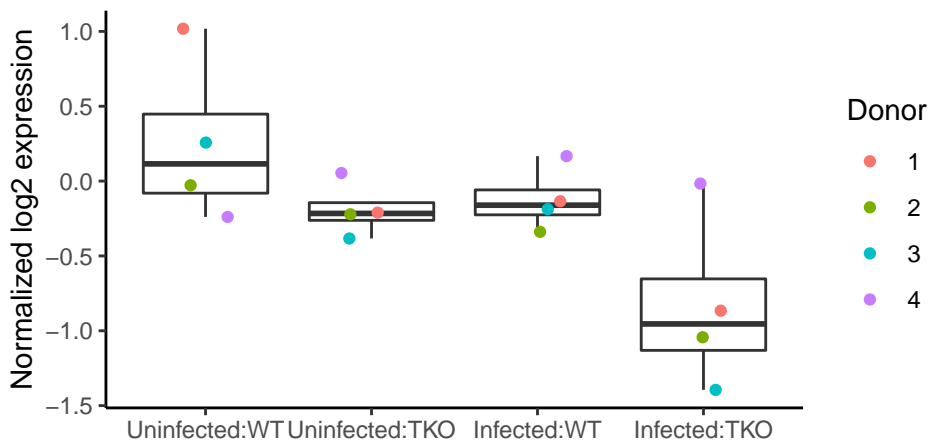 Normalized log2 expression
1.0
0.5
0.0
−0.5
−1.0
−1.5
Uninfected:WT
Uninfected:TKO
Infected:WT
Infected:TKO
Donor
1
2
3
4